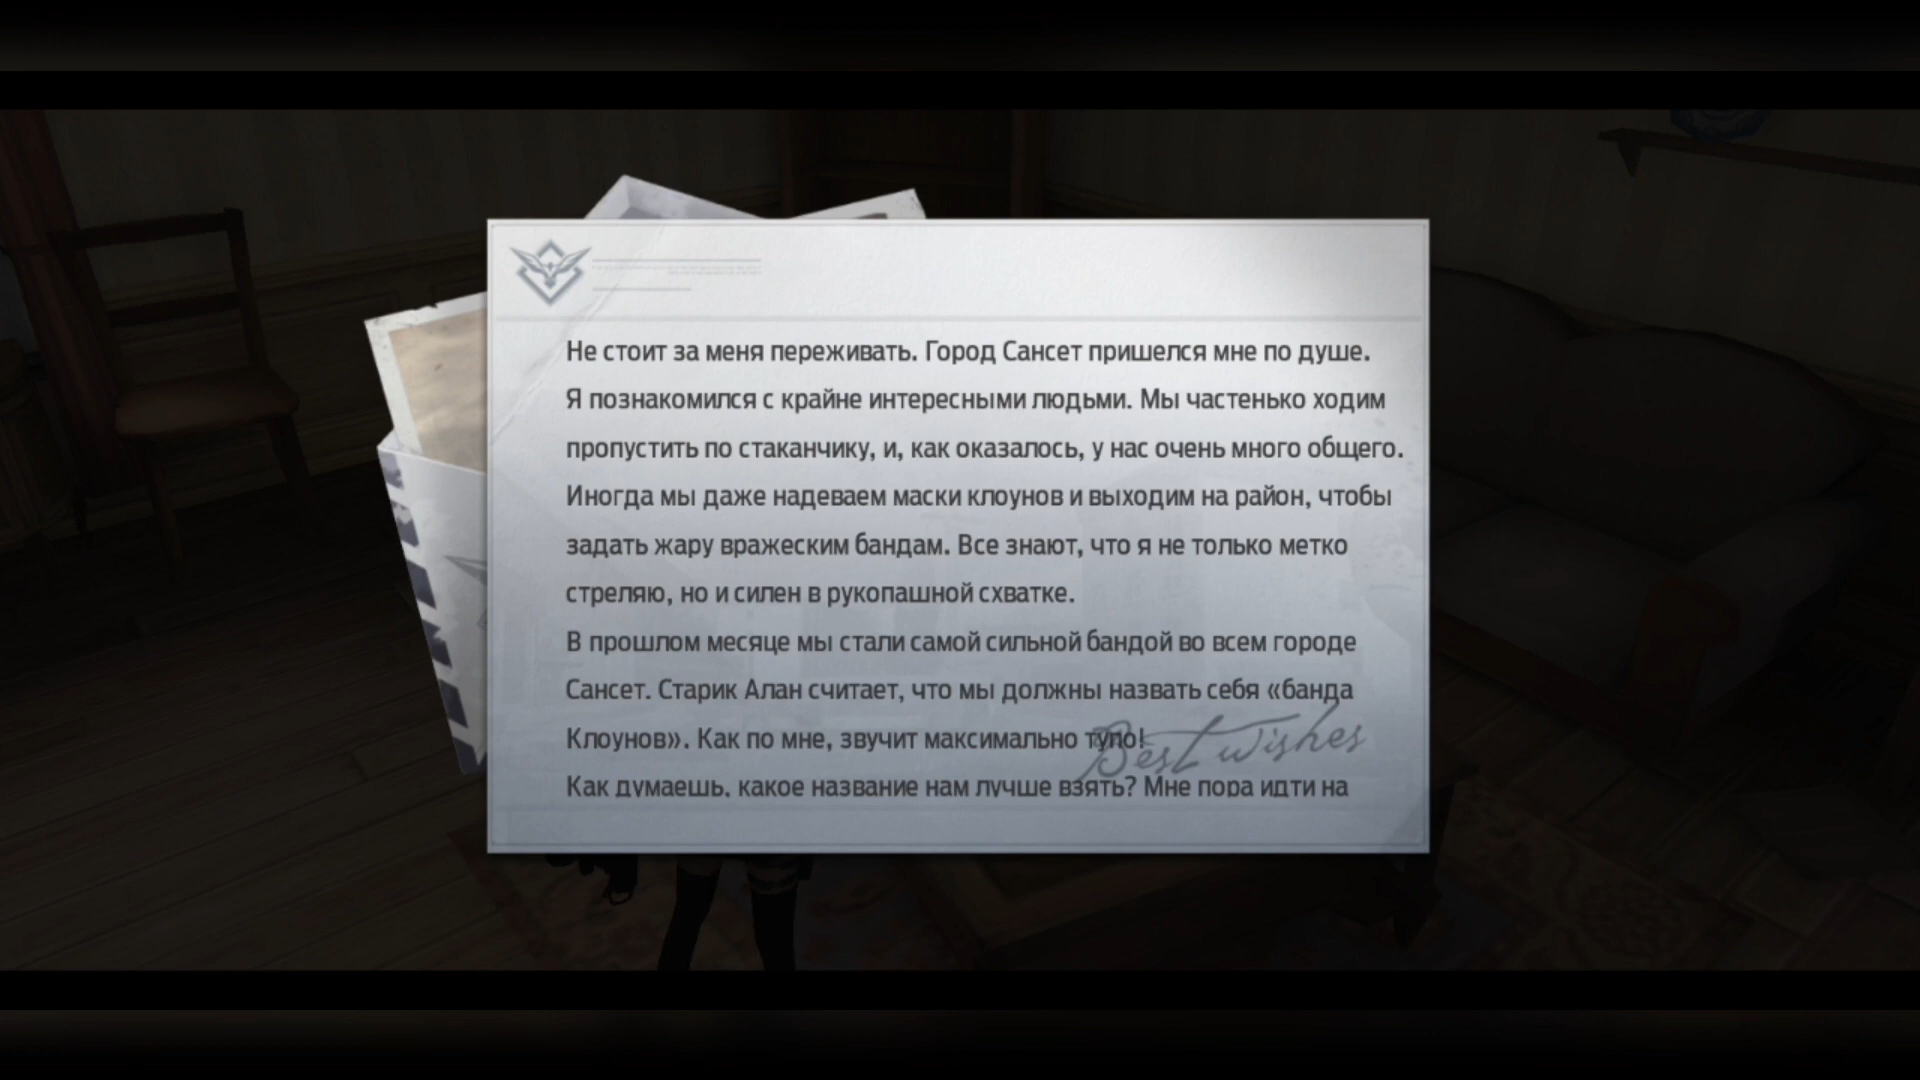 Не стоит за меня переживать. Город Сансет пришелся мне по душе.
Я познакомился с крайне интересными людьми. Мы частенько ходим
пропустить по стаканчику, и, как оказалось, у нас очень много общего.
Иногда мы даже надеваем маски клоунов и выходим на район, чтобы
задать жару вражеским бандам. Все знают, что я не только метко
стреляю, но и силен в рукопашной схватке.
В прошлом месяце мы стали самой сильной бандой во всем городе
Сансет. Старик Алан считает, что мы должны назвать себя «банда
Клоунов». Как по мне, звучит максимально тупо!
Best wishes
Как думаешь, какое название нам лучше взять? Мне пора идти на